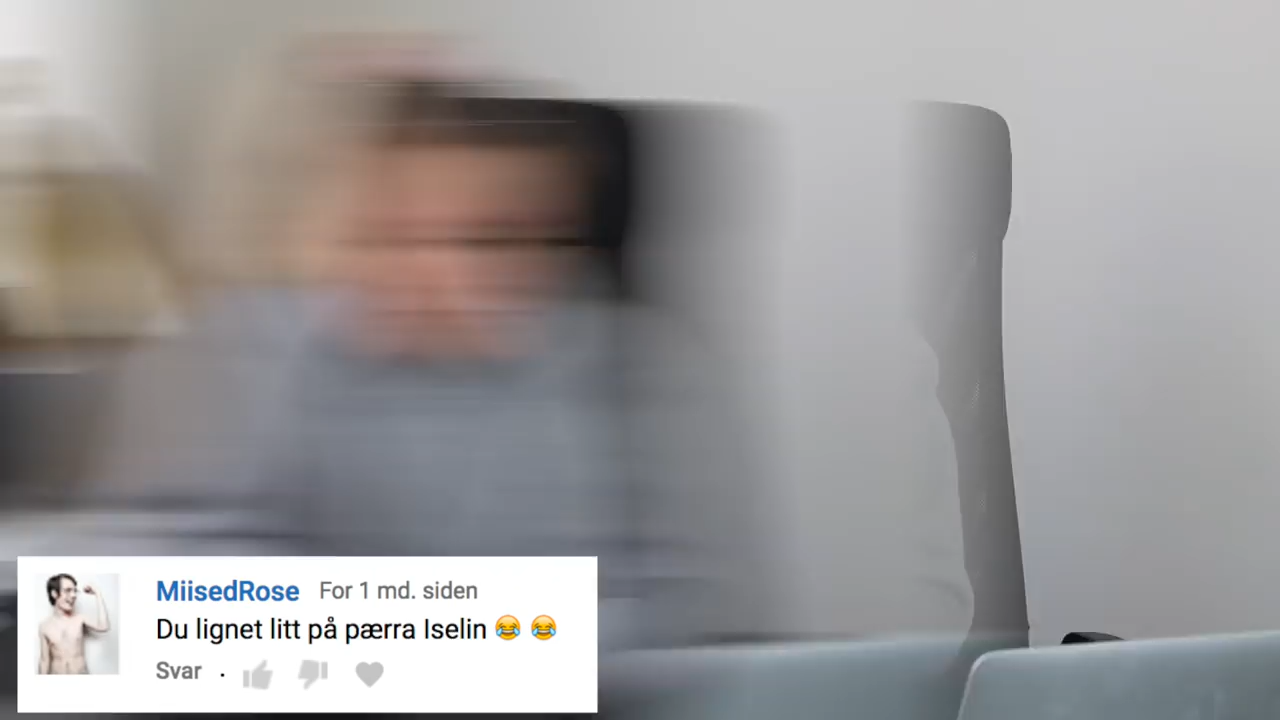 MiisedRose For 1 md. siden
Du lignet litt på pærra Iselin 😂 😂
Svar ·